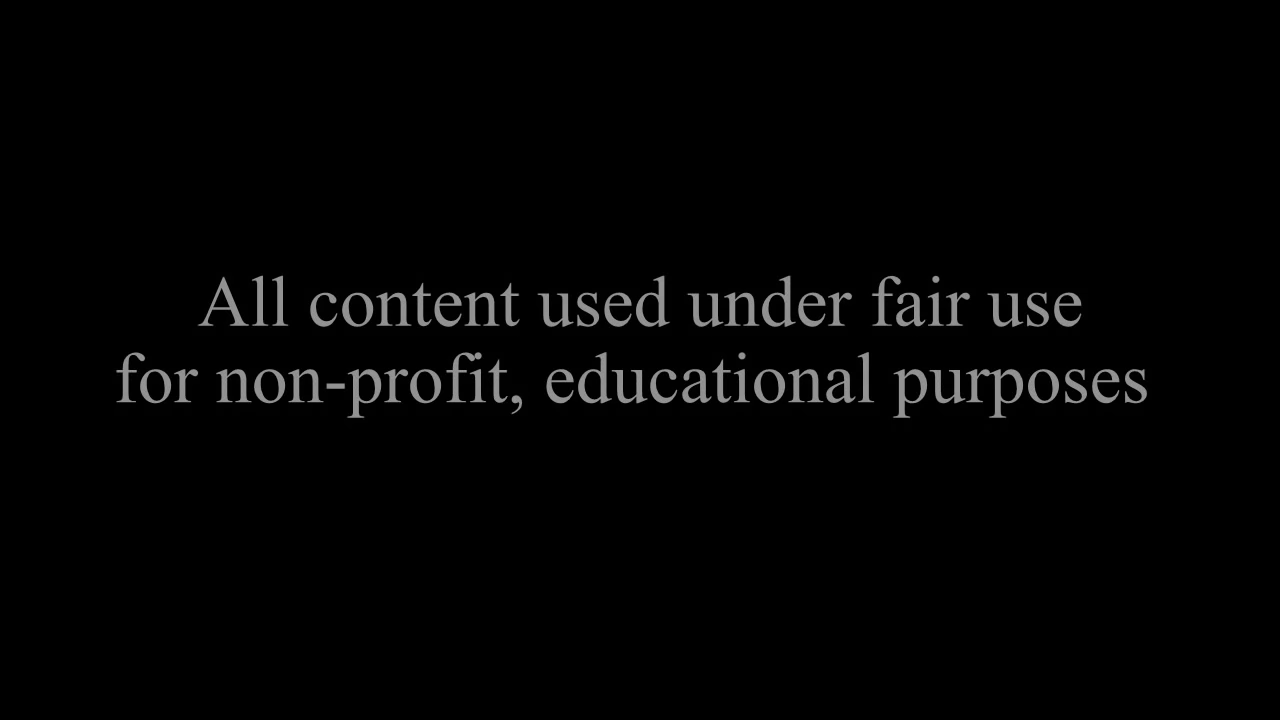 All content used under fair use
for non-profit, educational purposes